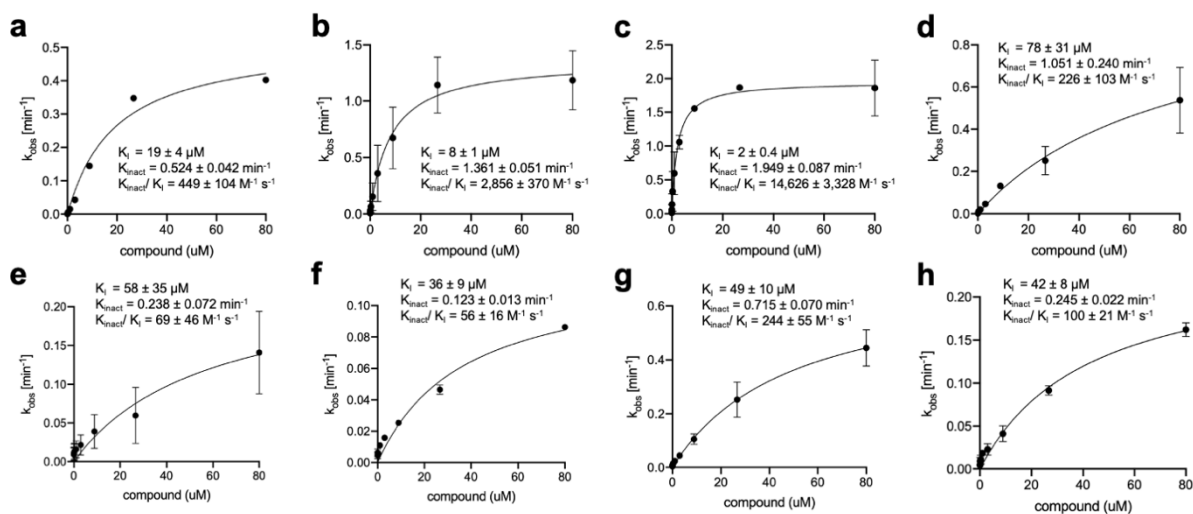 a
K_I = 19 ± 4 μM
K_inact = 0.524 ± 0.042 min⁻¹
K_inact/ K_I = 449 ± 104 M⁻¹ s⁻¹
k_obs [min⁻¹]
0.5
0.4
0.3
0.2
0.1
0.0
0 20 40 60 80
compound (uM)
b
K_I = 8 ± 1 μM
K_inact = 1.361 ± 0.051 min⁻¹
K_inact/ K_I = 2,856 ± 370 M⁻¹ s⁻¹
k_obs [min⁻¹]
1.5
1.0
0.5
0.0
0 20 40 60 80
compound (uM)
c
K_I = 2 ± 0.4 μM
K_inact = 1.949 ± 0.087 min⁻¹
K_inact/ K_I = 14,626 ± 3,328 M⁻¹ s⁻¹
k_obs [min⁻¹]
2.5
2.0
1.5
1.0
0.5
0.0
0 20 40 60 80
compound (uM)
d
K_I = 78 ± 31 μM
K_inact = 1.051 ± 0.240 min⁻¹
K_inact/ K_I = 226 ± 103 M⁻¹ s⁻¹
k_obs [min⁻¹]
0.8
0.6
0.4
0.2
0.0
0 20 40 60 80
compound (uM)
e
K_I = 58 ± 35 μM
K_inact = 0.238 ± 0.072 min⁻¹
K_inact/ K_I = 69 ± 46 M⁻¹ s⁻¹
k_obs [min⁻¹]
0.20
0.15
0.10
0.05
0.00
0 20 40 60 80
compound (uM)
f
K_I = 36 ± 9 μM
K_inact = 0.123 ± 0.013 min⁻¹
K_inact/ K_I = 56 ± 16 M⁻¹ s⁻¹
k_obs [min⁻¹]
0.10
0.08
0.06
0.04
0.02
0.00
0 20 40 60 80
compound (uM)
g
K_I = 49 ± 10 μM
K_inact = 0.715 ± 0.070 min⁻¹
K_inact/ K_I = 244 ± 55 M⁻¹ s⁻¹
k_obs [min⁻¹]
0.6
0.4
0.2
0.0
0 20 40 60 80
compound (uM)
h
K_I = 42 ± 8 μM
K_inact = 0.245 ± 0.022 min⁻¹
K_inact/ K_I = 100 ± 21 M⁻¹ s⁻¹
k_obs [min⁻¹]
0.20
0.15
0.10
0.05
0.00
0 20 40 60 80
compound (uM)